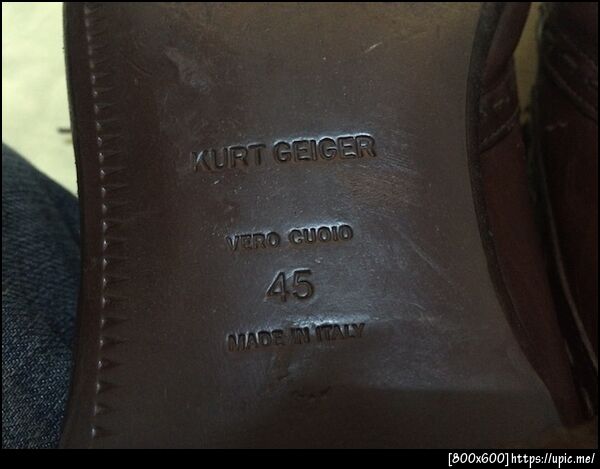 KURT GEIGER
VERO CUOIO
45
MADE IN ITALY
[800x600]https://upic.me/